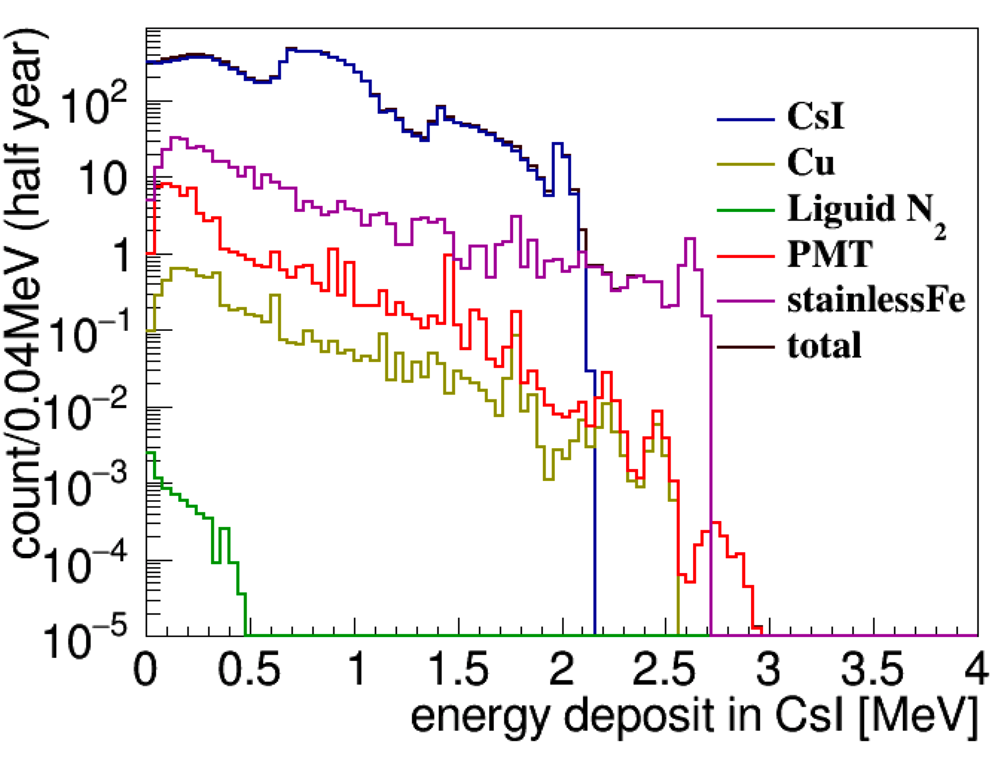 count/0.04MeV (half year)
10²
10
1
10⁻¹
10⁻²
10⁻³
10⁻⁴
10⁻⁵
CsI
Cu
Liguid N₂
PMT
stainlessFe
total
0 0.5 1 1.5 2 2.5 3 3.5 4
energy deposit in CsI [MeV]